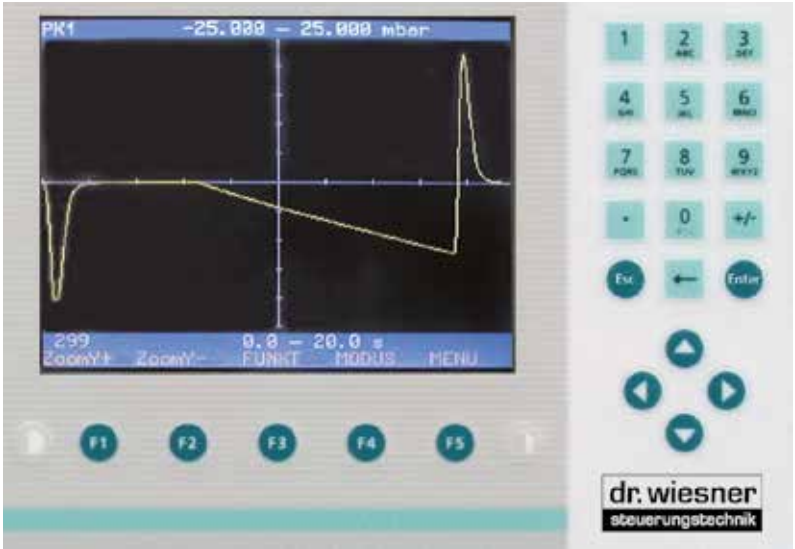 PK1 -25.000 — 25.000 mbar
299 0.0 — 20.0 s
ZoomY+ ZoomY- FUNKT MODUS MENU
F1 F2 F3 F4 F5
1 2 3
ABC DEF
4 5 6
GHI JKL MNO
7 8 9
PQRS TUV WXYZ
. 0 +/-
Esc ← Enter
dr. wiesner
steuerungstechnik